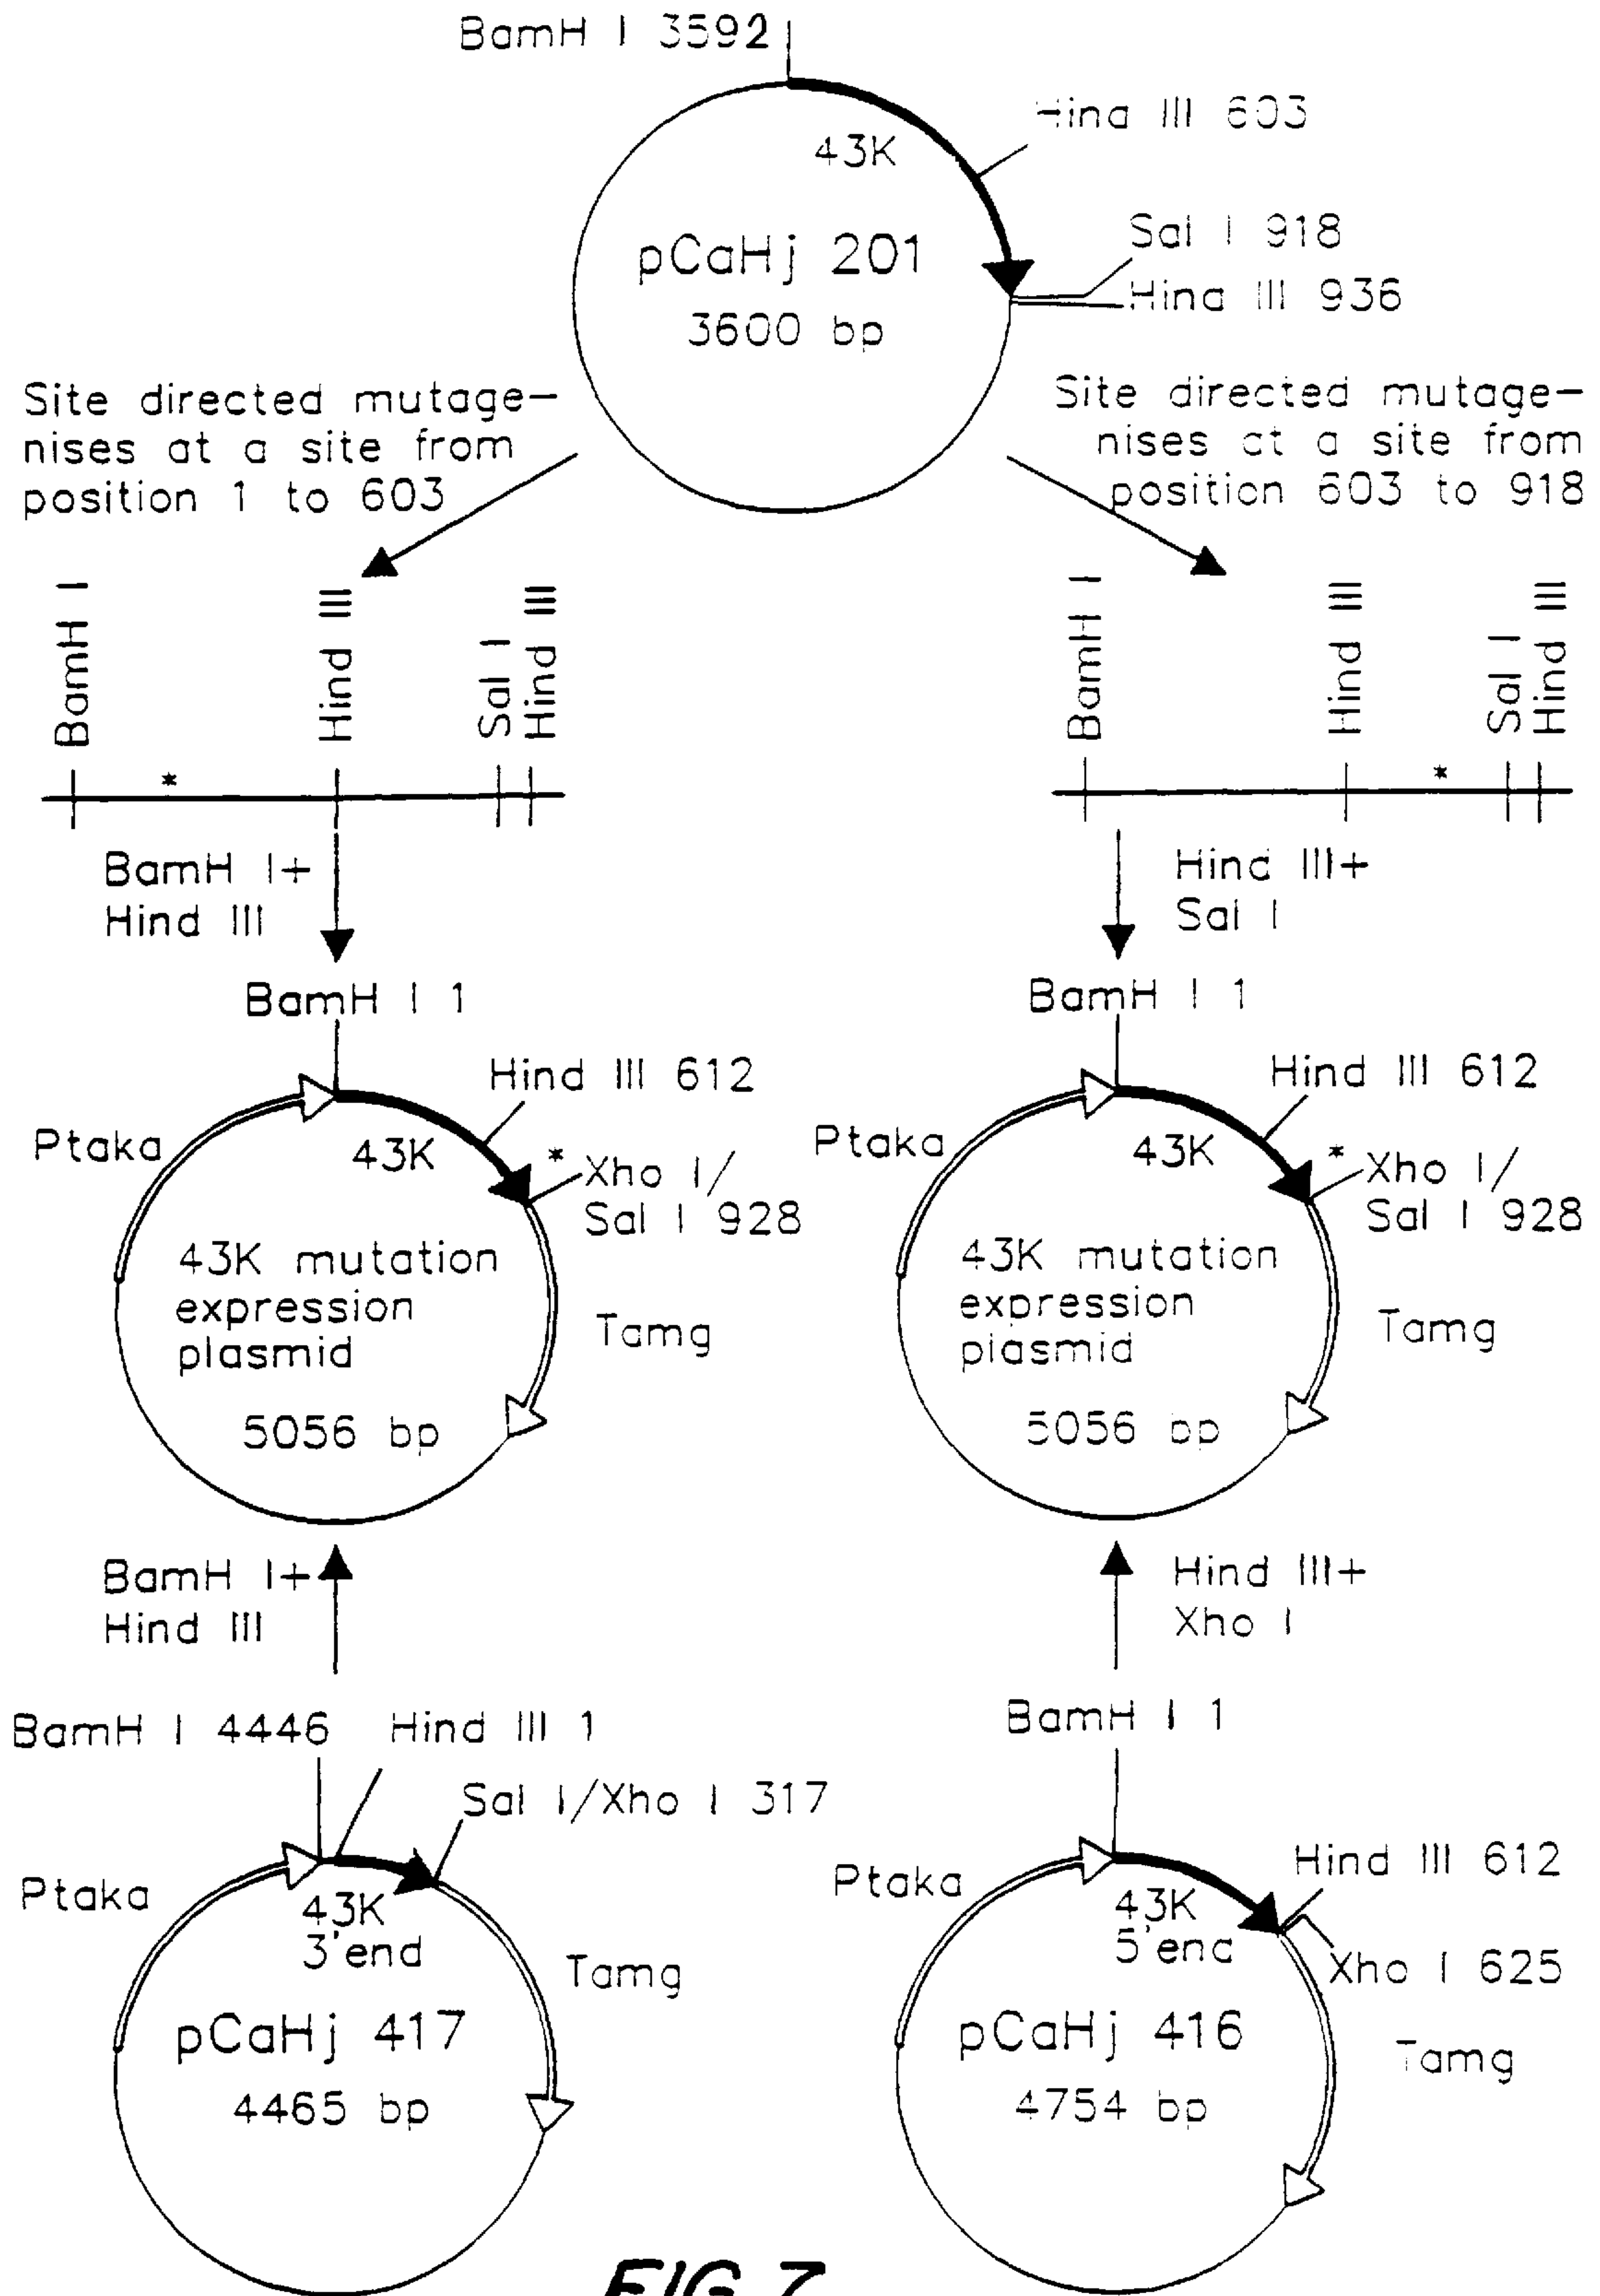 BamH I 3592
Hind III 603
43K
Sal I 918
pCaHj 201
Hind III 936
3600 bp
Site directed mutage-
nises at a site from
position 1 to 603
Site directed mutage-
nises at a site from
position 603 to 918
BamH I
Hind III
Sal I
Hind III
*
BamH I
Hind III
Sal I
Hind III
*
BamH I+
Hind III
Hind III+
Sal I
BamH I 1
Hind III 612
Ptaka
43K
* Xho I/
Sal I 928
43K mutation
expression
plasmid
Tamg
5056 bp
BamH I 1
Hind III 612
Ptaka
43K
* Xho I/
Sal I 928
43K mutation
expression
plasmid
Tamg
5056 bp
BamH I+
Hind III
Hind III+
Xho I
BamH I 4446
Hind III 1
Sal I/Xho I 317
Ptaka
43K
3'end
Tamg
pCaHj 417
4465 bp
BamH I 1
Hind III 612
Ptaka
43K
5'end
Xho I 625
pCaHj 416
Tamg
4754 bp
FIG.7